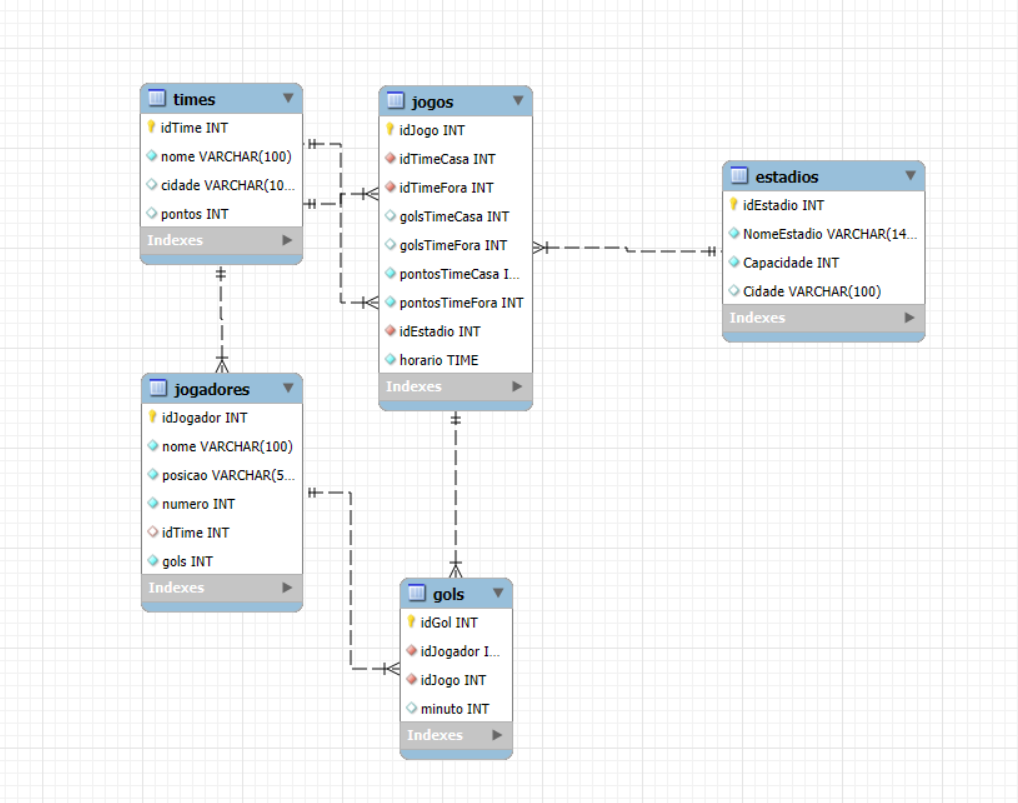 times
idTime INT
nome VARCHAR(100)
cidade VARCHAR(10...
pontos INT
Indexes
jogos
idJogo INT
idTimeCasa INT
idTimeFora INT
golsTimeCasa INT
golsTimeFora INT
pontosTimeCasa I...
pontosTimeFora INT
idEstadio INT
horario TIME
Indexes
estadios
idEstadio INT
NomeEstadio VARCHAR(14...
Capacidade INT
Cidade VARCHAR(100)
Indexes
jogadores
idJogador INT
nome VARCHAR(100)
posicao VARCHAR(5...
numero INT
idTime INT
gols INT
Indexes
gols
idGol INT
idJogador I...
idJogo INT
minuto INT
Indexes